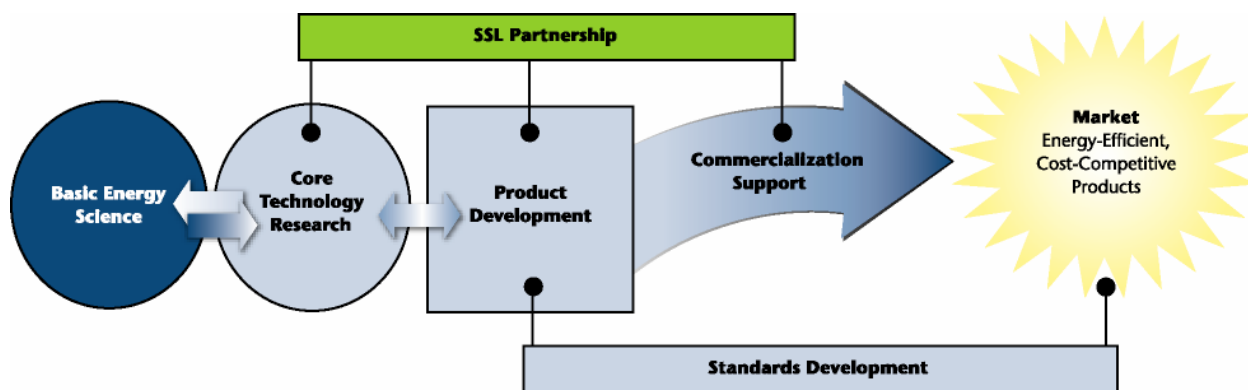 SSL Partnership
Basic Energy
Science
Core
Technology
Research
Product
Development
Commercialization
Support
Market
Energy-Efficient,
Cost-Competitive
Products
Standards Development